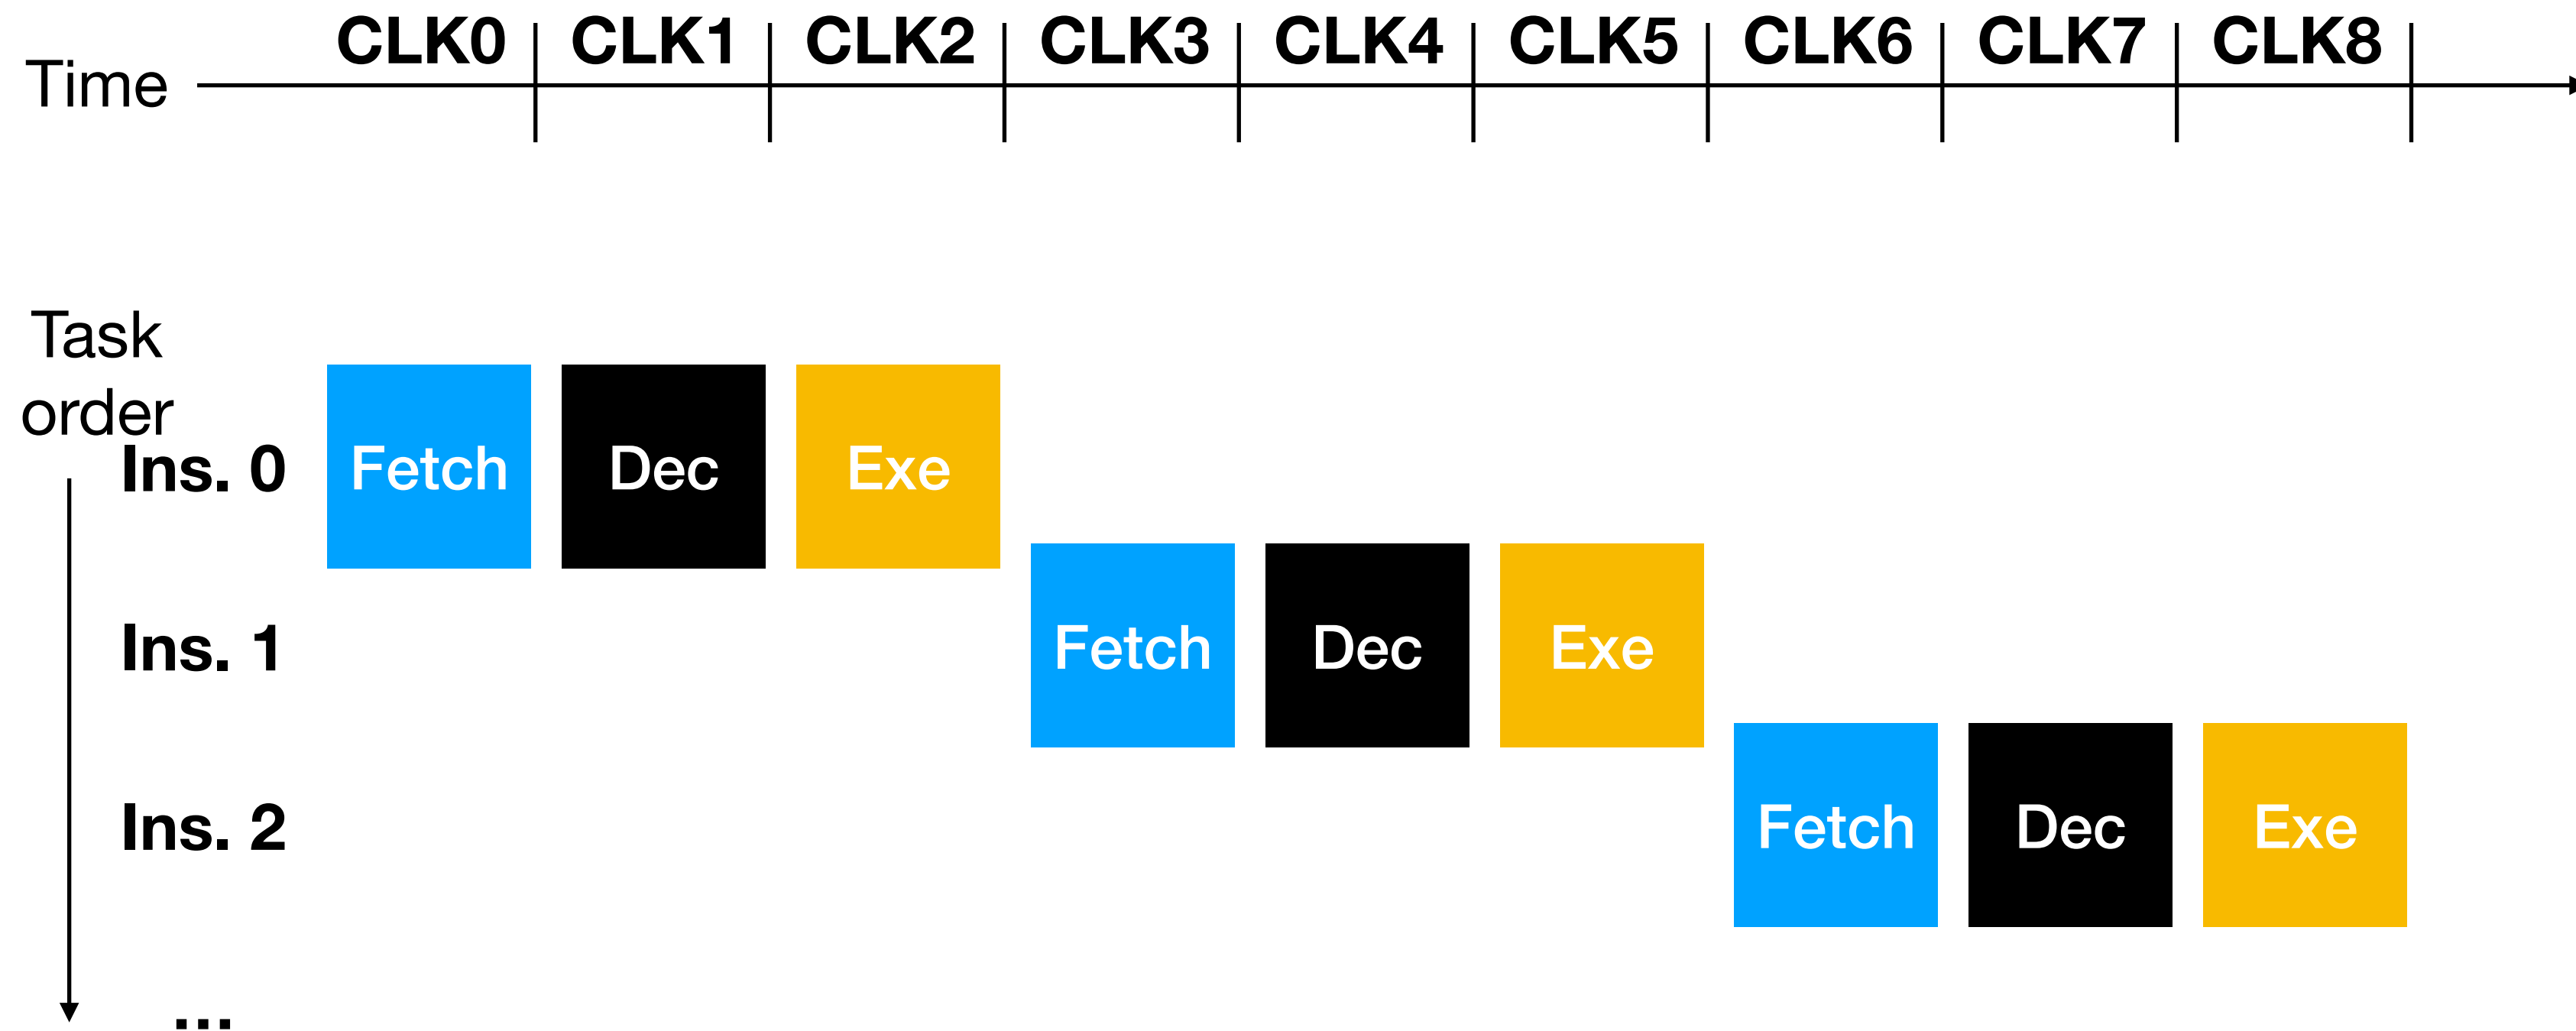 CLK0 CLK1 CLK2 CLK3 CLK4 CLK5 CLK6 CLK7 CLK8
Time
Task
order
Ins. 0 Fetch Dec Exe
Ins. 1 Fetch Dec Exe
Ins. 2 Fetch Dec Exe
...